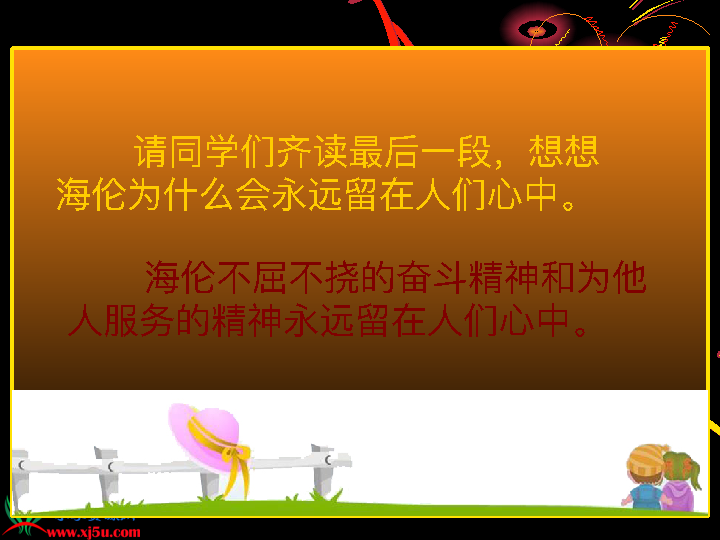 请同学们齐读最后一段，想想
海伦为什么会永远留在人们心中。
海伦不屈不挠的奋斗精神和为他
人服务的精神永远留在人们心中。
www.xj5u.com